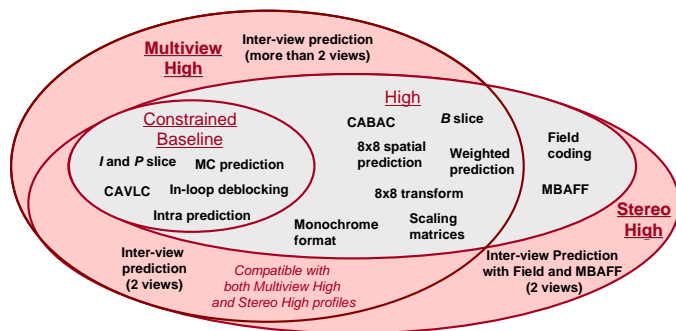 Multiview
High
Inter-view prediction
(more than 2 views)
High
CABAC
B slice
Constrained
Baseline
8x8 spatial
prediction
Weighted
prediction
Field
coding
I and P slice
MC prediction
CAVLC
In-loop deblocking
8x8 transform
MBAFF
Intra prediction
Monochrome
format
Scaling
matrices
Stereo
High
Inter-view
prediction
(2 views)
Compatible with
both Multiview High
and Stereo High profiles
Inter-view Prediction
with Field and MBAFF
(2 views)